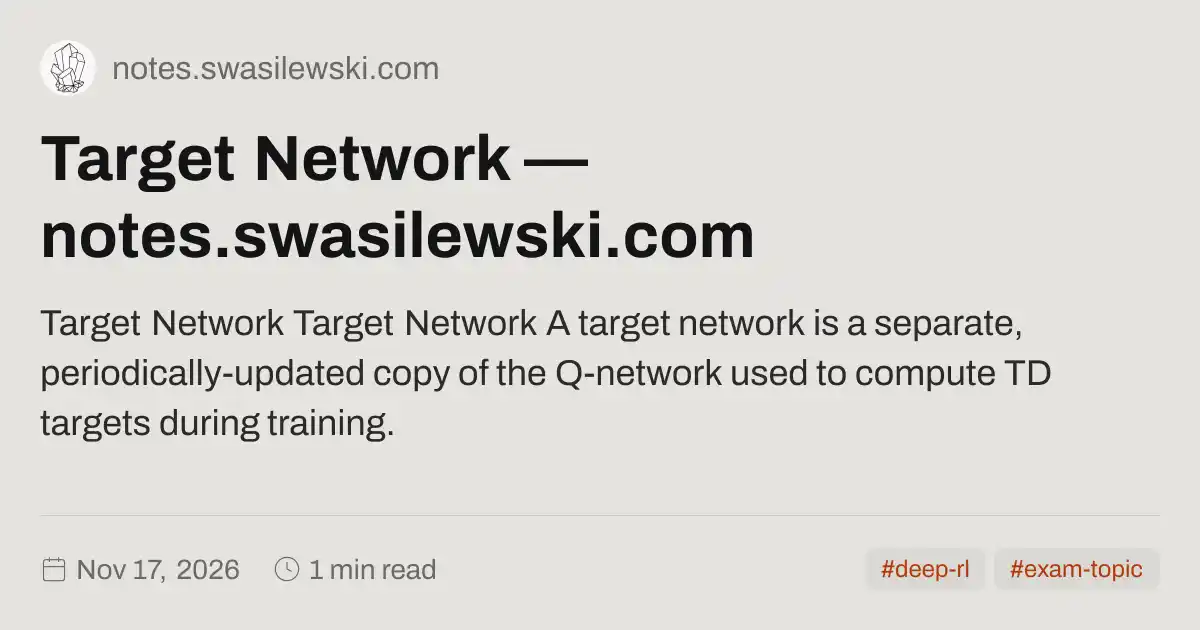 notes.swasilewski.com
Target Network —
notes.swasilewski.com
Target Network Target Network A target network is a separate,
periodically-updated copy of the Q-network used to compute TD
targets during training.
Nov 17, 2026 1 min read #deep-rl #exam-topic